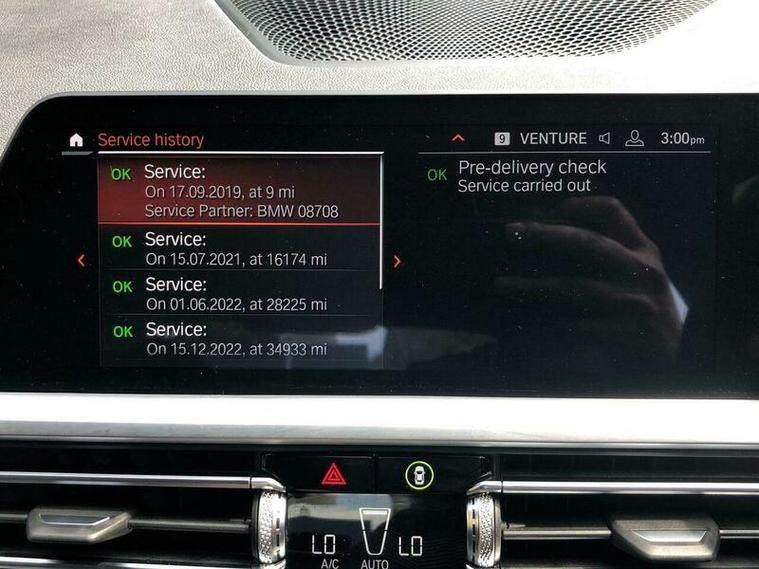 Service history
9 VENTURE 3:00pm
OK Service:
On 17.09.2019, at 9 mi
Service Partner: BMW 08708
OK Service:
On 15.07.2021, at 16174 mi
OK Service:
On 01.06.2022, at 28225 mi
OK Service:
On 15.12.2022, at 34933 mi
OK Pre-delivery check
Service carried out
LO LO
A/C AUTO